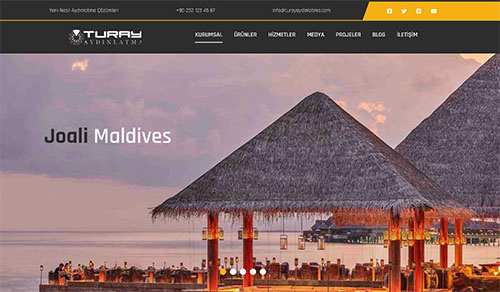 Yeni Nesil Aydınlatma Çözümleri
+90 232 123 45 67
info@turayaydinlatma.com
TURAY
AYDINLATMA
KURUMSAL
ÜRÜNLER
HİZMETLER
MEDYA
PROJELER
BLOG
İLETİŞİM
Joali Maldives